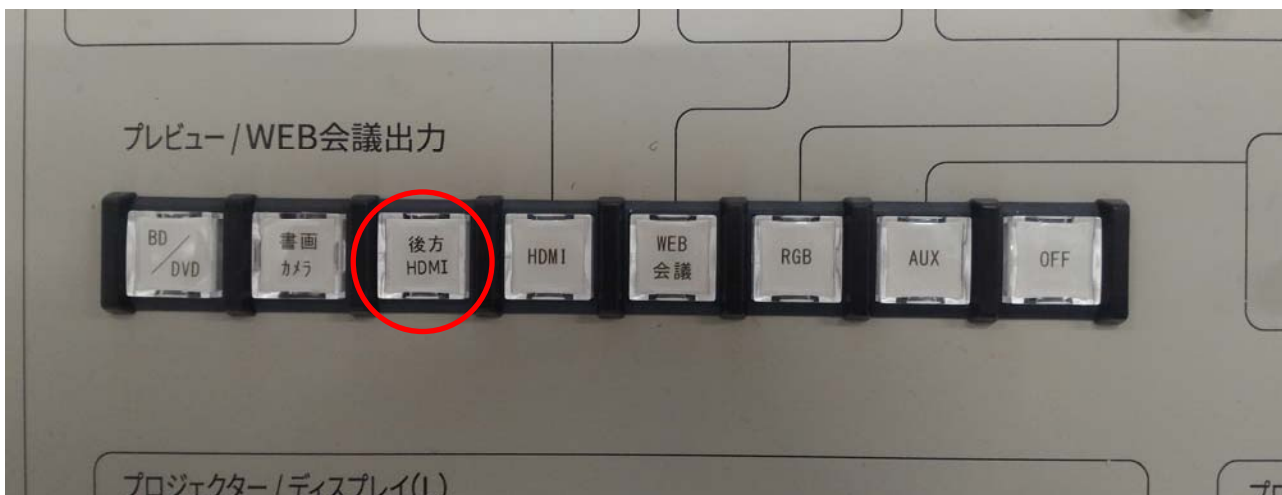 プレビュー/WEB会議出力
BD/DVD
書画
カメラ
後方
HDMI
HDMI
WEB
会議
RGB
AUX
OFF
プロジェクター/ディスプレイ(L)
プロ